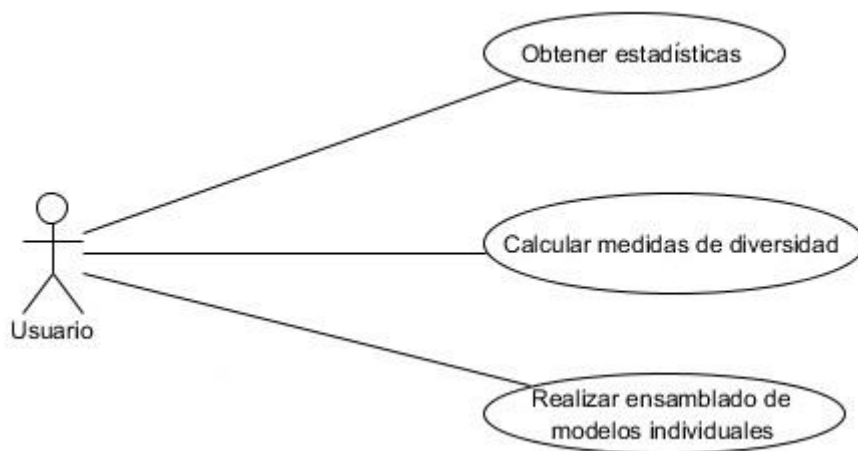 Obtener estadísticas
Calcular medidas de diversidad
Usuario
Realizar ensamblado de
modelos individuales